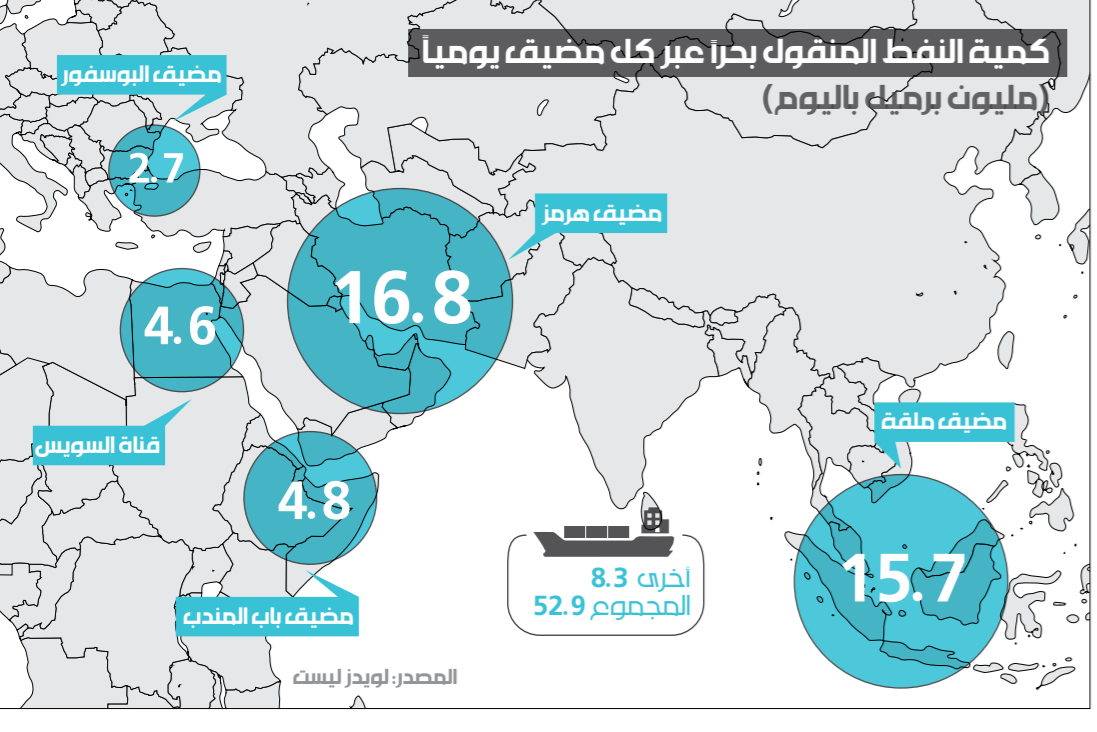 كمية النفط المنقول بحراً عبر كل مضيق يومياً
(مليون برميل باليوم)
مضيق البوسفور
2.7
مضيق هرمز
16.8
4.6
قناة السويس
مضيق ملقة
4.8
15.7
أخرى 8.3
المجموع 52.9
مضيق باب المندب
المصدر: لويدز ليست